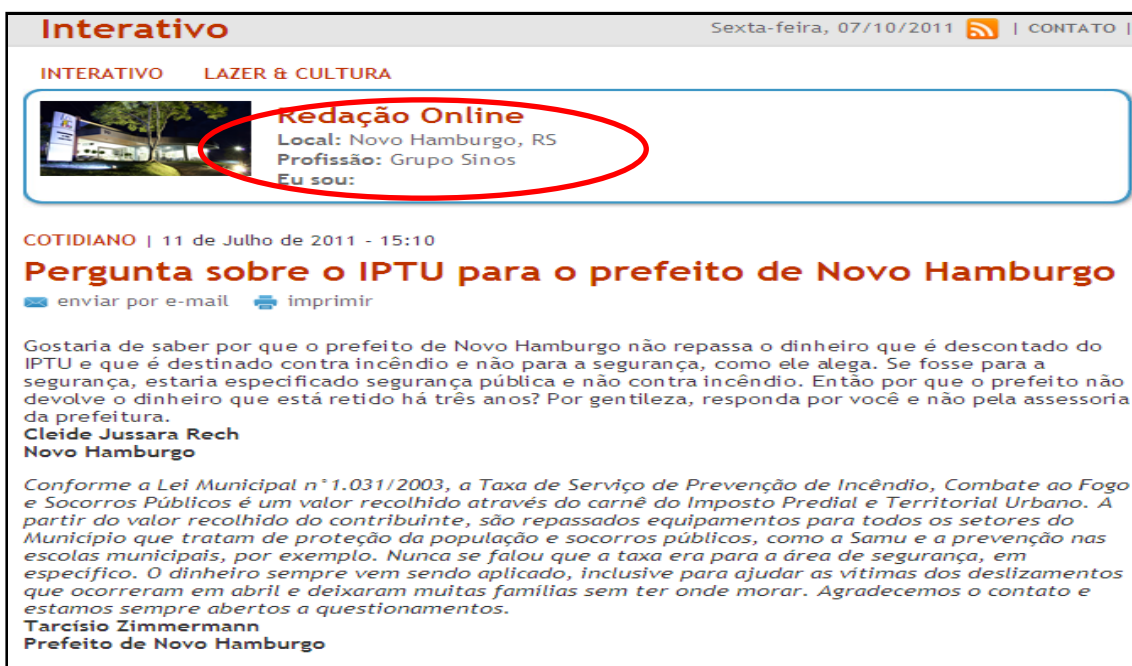 Interativo
Sexta-feira, 07/10/2011 | CONTATO |
INTERATIVO LAZER & CULTURA
Redação Online
Local: Novo Hamburgo, RS
Profissão: Grupo Sinos
Eu sou:
COTIDIANO | 11 de Julho de 2011 - 15:10
Pergunta sobre o IPTU para o prefeito de Novo Hamburgo
enviar por e-mail imprimir
Gostaria de saber por que o prefeito de Novo Hamburgo não repassa o dinheiro que é descontado do
IPTU e que é destinado contra incêndio e não para a segurança, como ele alega. Se fosse para a
segurança, estaria especificado segurança pública e não contra incêndio. Então por que o prefeito não
devolve o dinheiro que está retido há três anos? Por gentileza, responda por você e não pela assessoria
da prefeitura.
Cleide Jussara Rech
Novo Hamburgo
Conforme a Lei Municipal n°1.031/2003, a Taxa de Serviço de Prevenção de Incêndio, Combate ao Fogo
e Socorros Públicos é um valor recolhido através do carnê do Imposto Predial e Territorial Urbano. A
partir do valor recolhido do contribuinte, são repassados equipamentos para todos os setores do
Município que tratam de proteção da população e socorros públicos, como a Samu e a prevenção nas
escolas municipais, por exemplo. Nunca se falou que a taxa era para a área de segurança, em
específico. O dinheiro sempre vem sendo aplicado, inclusive para ajudar as vítimas dos deslizamentos
que ocorreram em abril e deixaram muitas famílias sem ter onde morar. Agradecemos o contato e
estamos sempre abertos a questionamentos.
Tarcísio Zimmermann
Prefeito de Novo Hamburgo